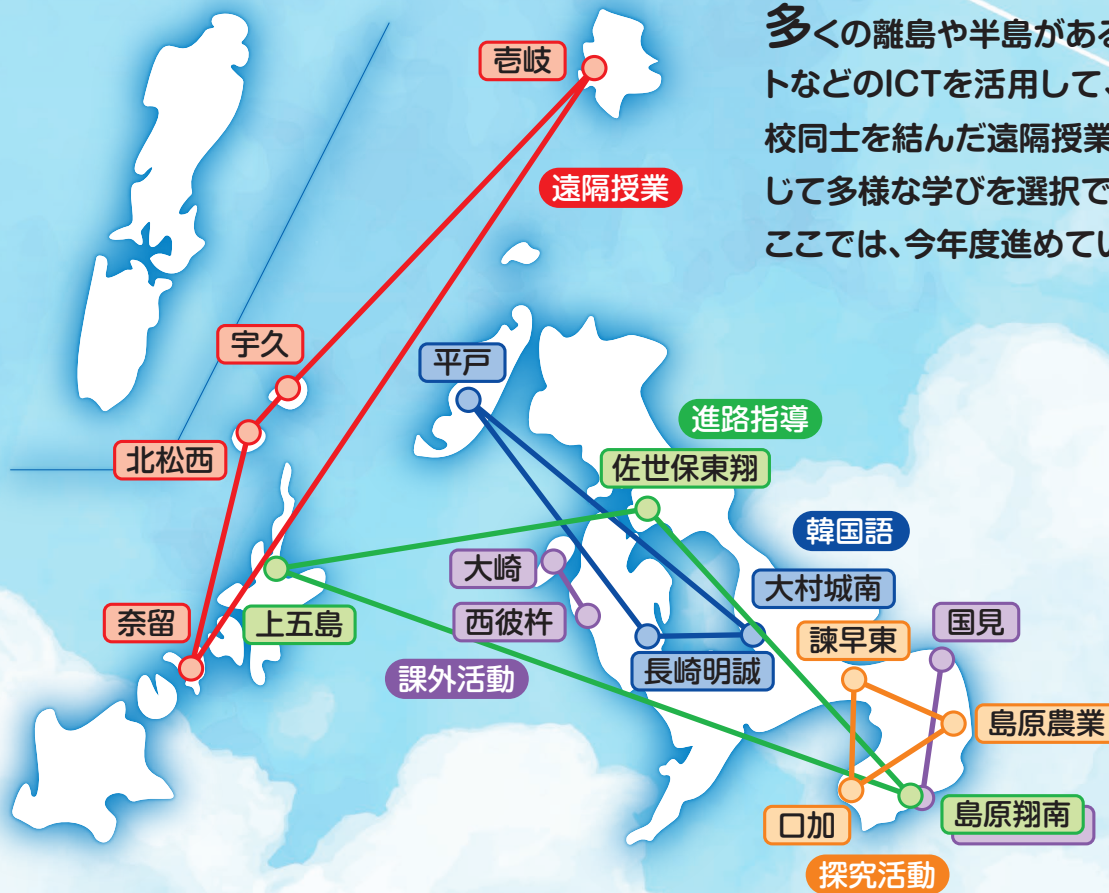 多くの離島や半島がある
トなどのICTを活用して、
校同士を結んだ遠隔授業
じて多様な学びを選択で
ここでは、今年度進めてい
壱岐
遠隔授業
宇久
平戸
北松西
進路指導
佐世保東翔
韓国語
大崎
大村城南
西彼杵
奈留
上五島
国見
諫早東
長崎明誠
課外活動
島原農業
口加
島原翔南
探究活動